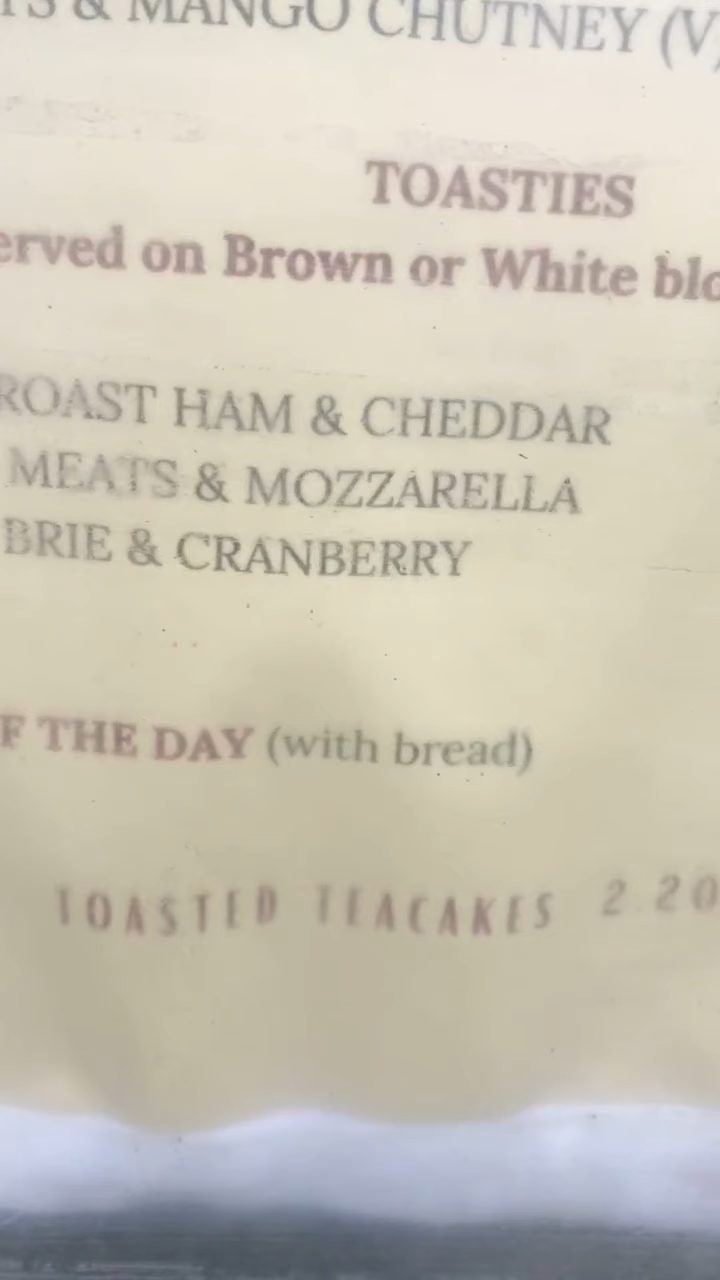 & MANGO CHUTNEY (V)
TOASTIES
on Brown or White
ROAST HAM & CHEDDAR
MEATS & MOZZARELLA
BRIE & CRANBERRY
THE DAY (with bread)
TOASTED TEACAKES 2.20